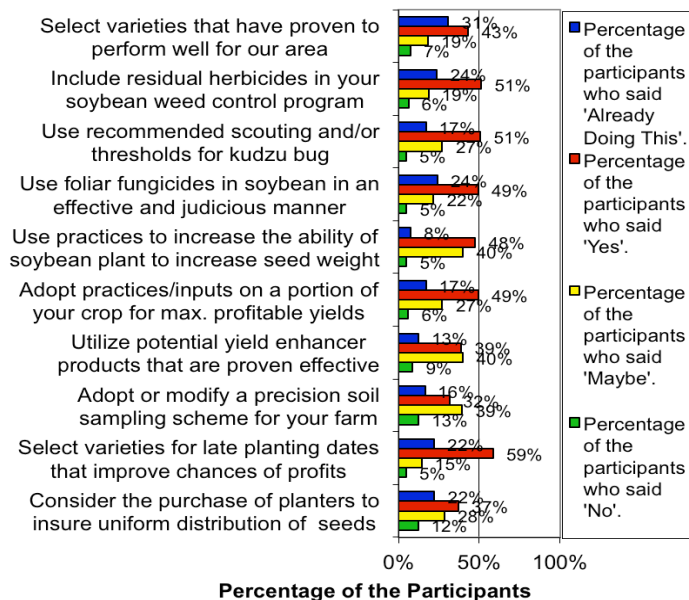 Select varieties that have proven to
perform well for our area
31%
43%
19%
7%
Include residual herbicides in your
soybean weed control program
24%
51%
19%
6%
Use recommended scouting and/or
thresholds for kudzu bug
17%
51%
27%
5%
Use foliar fungicides in soybean in an
effective and judicious manner
24%
49%
22%
5%
Use practices to increase the ability of
soybean plant to increase seed weight
8%
48%
40%
5%
Adopt practices/inputs on a portion of
your crop for max. profitable yields
17%
49%
27%
6%
Utilize potential yield enhancer
products that are proven effective
13%
39%
40%
9%
Adopt or modify a precision soil
sampling scheme for your farm
16%
32%
39%
13%
Select varieties for late planting dates
that improve chances of profits
22%
59%
15%
5%
Consider the purchase of planters to
insure uniform distribution of seeds
22%
37%
28%
12%
0% 50% 100%
Percentage of the Participants
Percentage
of the
participants
who said
'Already
Doing This'.
Percentage
of the
participants
who said
'Yes'.
Percentage
of the
participants
who said
'Maybe'.
Percentage
of the
participants
who said
'No'.